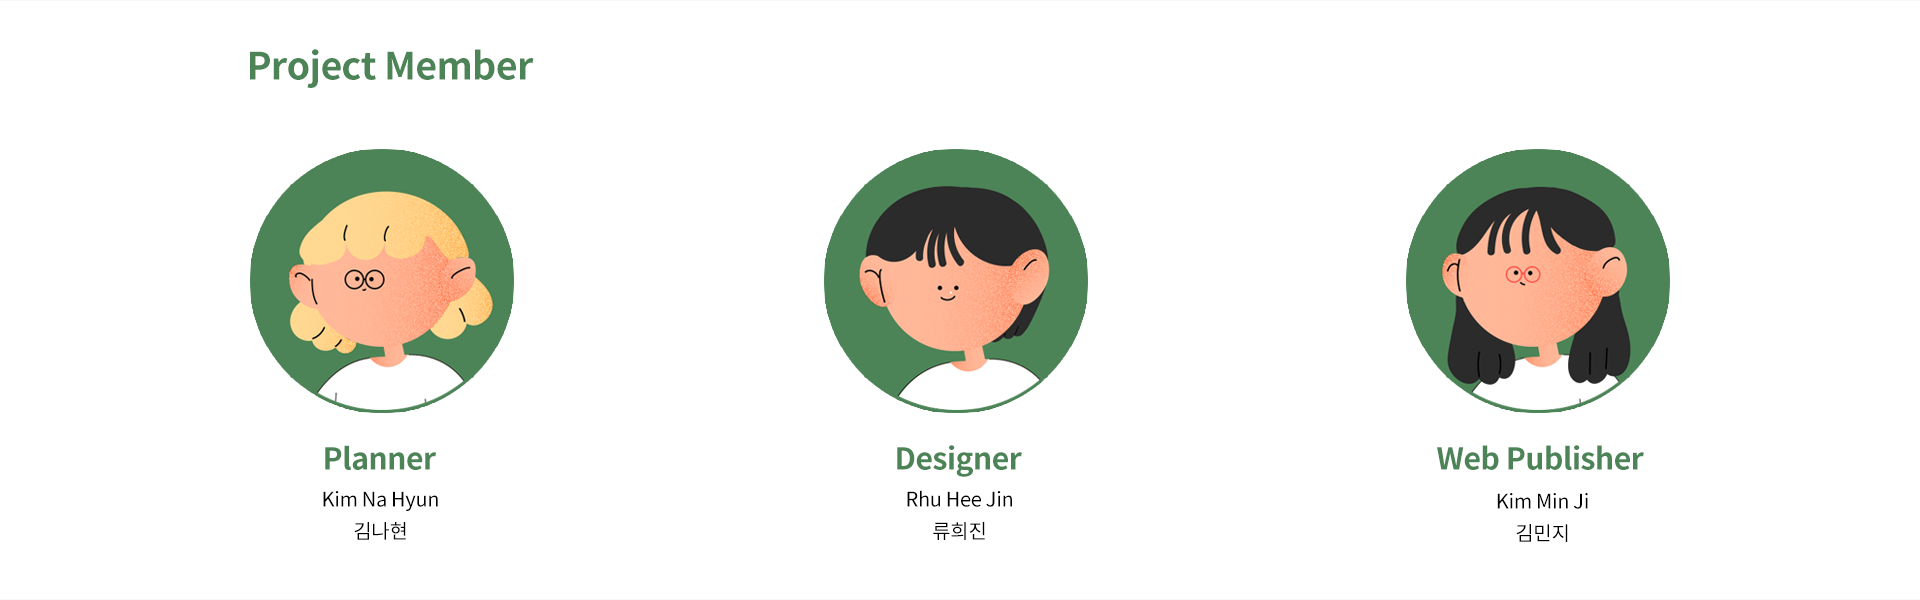 Project Member
Planner
Kim Na Hyun
김나현
Designer
Rhu Hee Jin
류희진
Web Publisher
Kim Min Ji
김민지